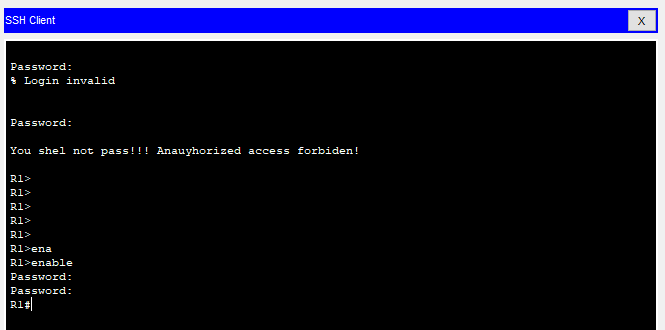 SSH Client
X
Password:
% Login invalid
Password:
You shel not pass!!! Anauyhorized access forbiden!
R1>
R1>
R1>
R1>
R1>
R1>ena
R1>enable
Password:
Password:
R1#